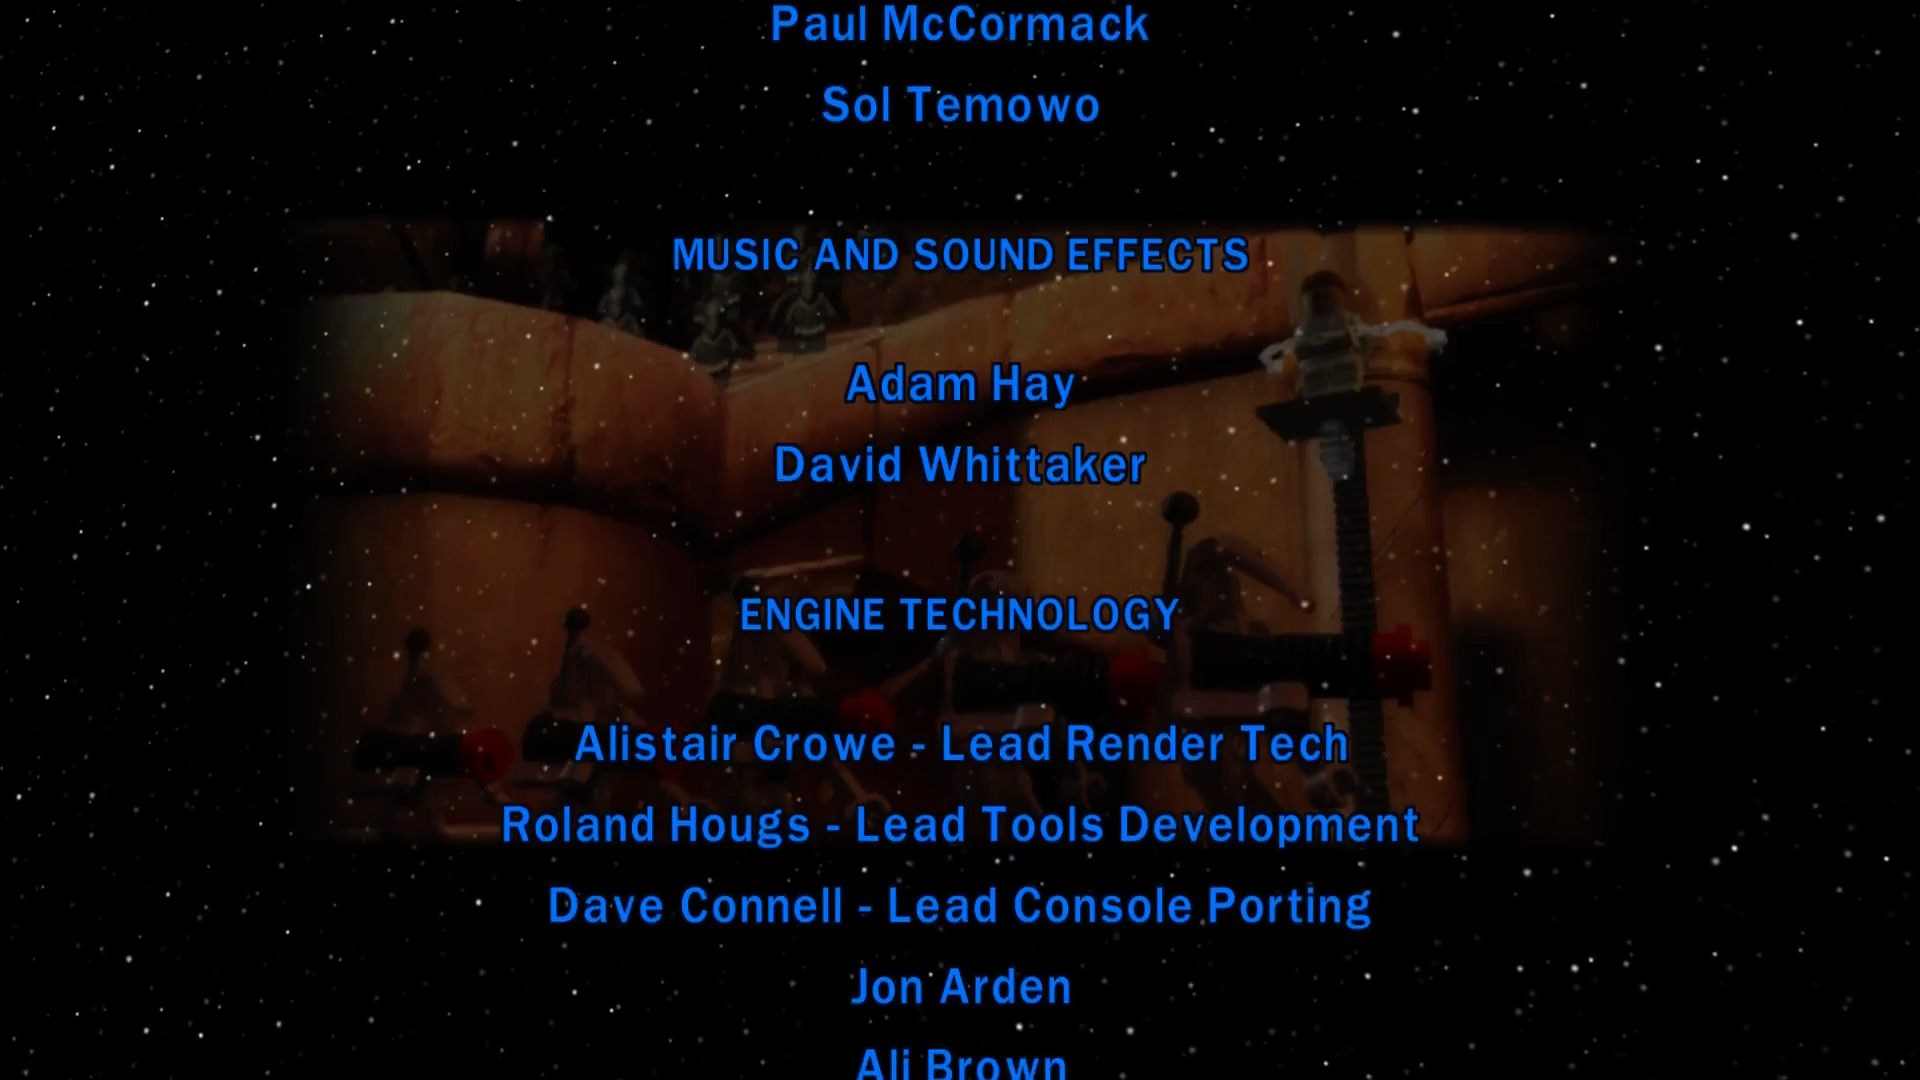 Paul McCormack
Sol Temowo
MUSIC AND SOUND EFFECTS
Adam Hay
David Whittaker
ENGINE TECHNOLOGY
Alistair Crowe - Lead Render Tech
Roland Hougs - Lead Tools Development
Dave Connell - Lead Console Porting
Jon Arden
Ali Brown